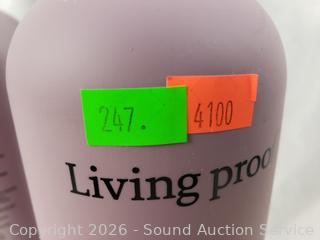 247.
4100
Living proo
Copyright 2026 - Sound Auction Service